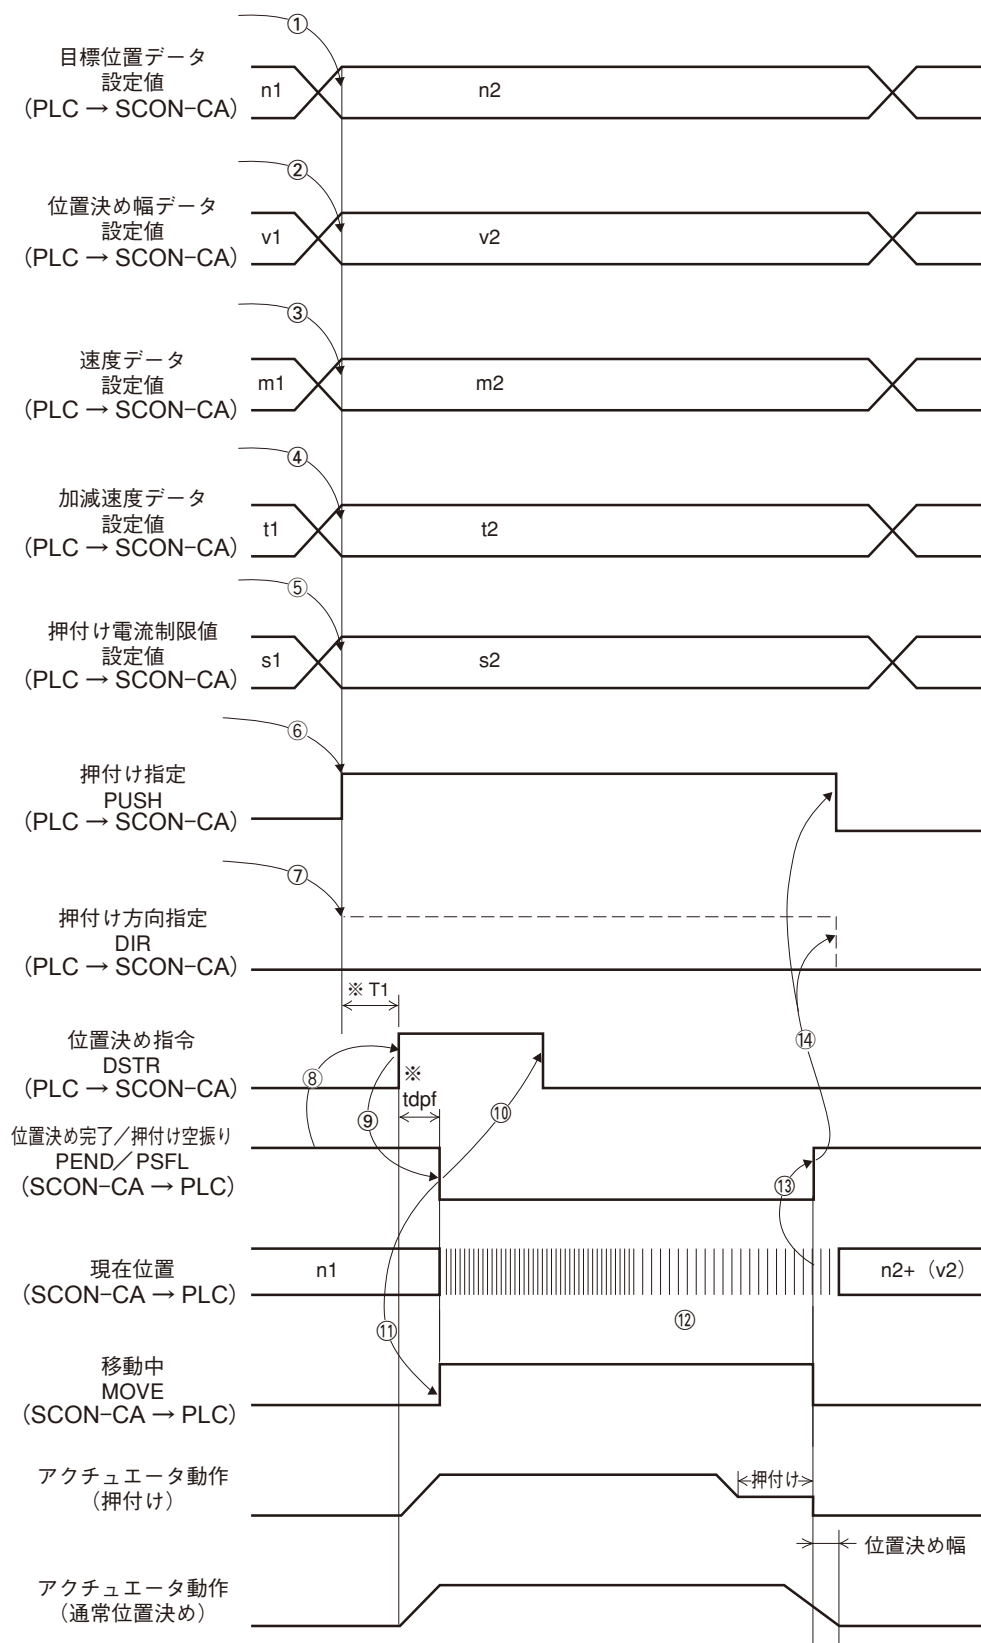 ①
目標位置データ
設定値
（PLC → SCON−CA）
n1
n2
②
位置決め幅データ
設定値
（PLC → SCON−CA）
v1
v2
③
速度データ
設定値
（PLC → SCON−CA）
m1
m2
④
加減速度データ
設定値
（PLC → SCON−CA）
t1
t2
⑤
押付け電流制限値
設定値
（PLC → SCON−CA）
s1
s2
⑥
押付け指定
PUSH
（PLC → SCON−CA）
⑦
押付け方向指定
DIR
（PLC → SCON−CA）
※ T1
位置決め指令
DSTR
（PLC → SCON−CA）
⑧
※
tdpf
⑨
⑩
⑭
位置決め完了／押付け空振り
PEND／PSFL
（SCON−CA → PLC）
⑬
現在位置
（SCON−CA → PLC）
n1
n2+（v2）
⑪
⑫
移動中
MOVE
（SCON−CA → PLC）
アクチュエータ動作
（押付け）
押付け
位置決め幅
アクチュエータ動作
（通常位置決め）